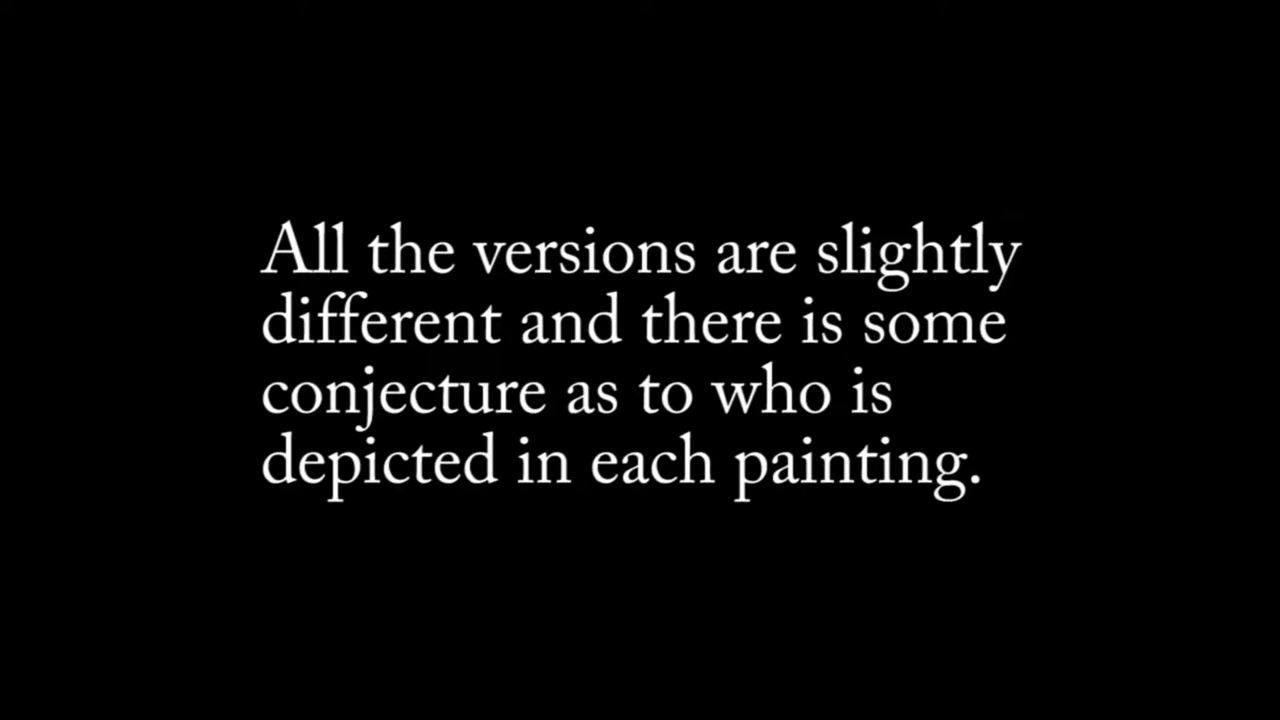 All the versions are slightly
different and there is some
conjecture as to who is
depicted in each painting.